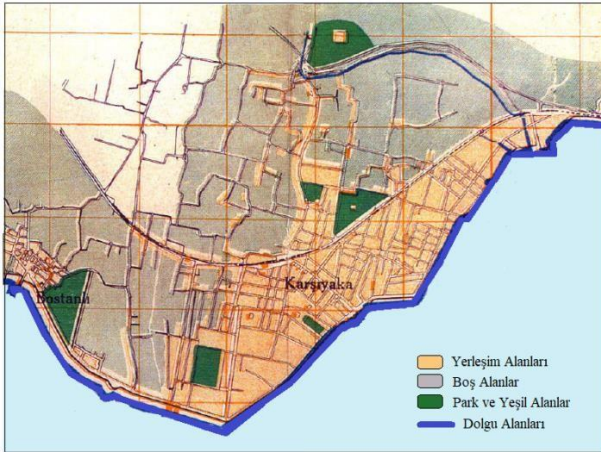 Karşıyaka
Bostanlı
Yerleşim Alanları
Boş Alanlar
Park ve Yeşil Alanlar
Dolgu Alanları